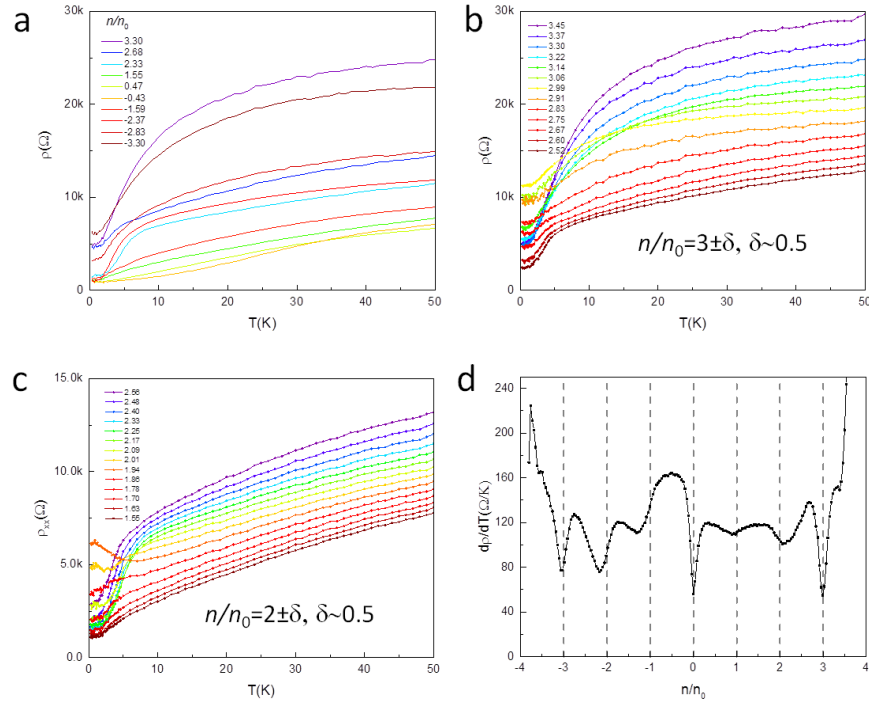 a
n/n0
3.30
2.68
2.33
1.55
0.47
-0.43
-1.59
-2.37
-2.83
-3.30
30k
20k
10k
0
ρ(Ω)
0 10 20 30 40 50
T(K)
b
3.45
3.37
3.30
3.22
3.14
3.06
2.99
2.91
2.83
2.75
2.67
2.60
2.52
30k
20k
10k
0
ρ(Ω)
n/n0=3±δ, δ~0.5
0 10 20 30 40 50
T(K)
c
2.56
2.48
2.40
2.33
2.25
2.17
2.09
2.01
1.94
1.86
1.78
1.70
1.63
1.55
15.0k
10.0k
5.0k
0.0
ρxx(Ω)
n/n0=2±δ, δ~0.5
0 10 20 30 40 50
T(K)
d
240
200
160
120
80
40
0
dρ/dT(Ω/K)
-4 -3 -2 -1 0 1 2 3 4
n/n0